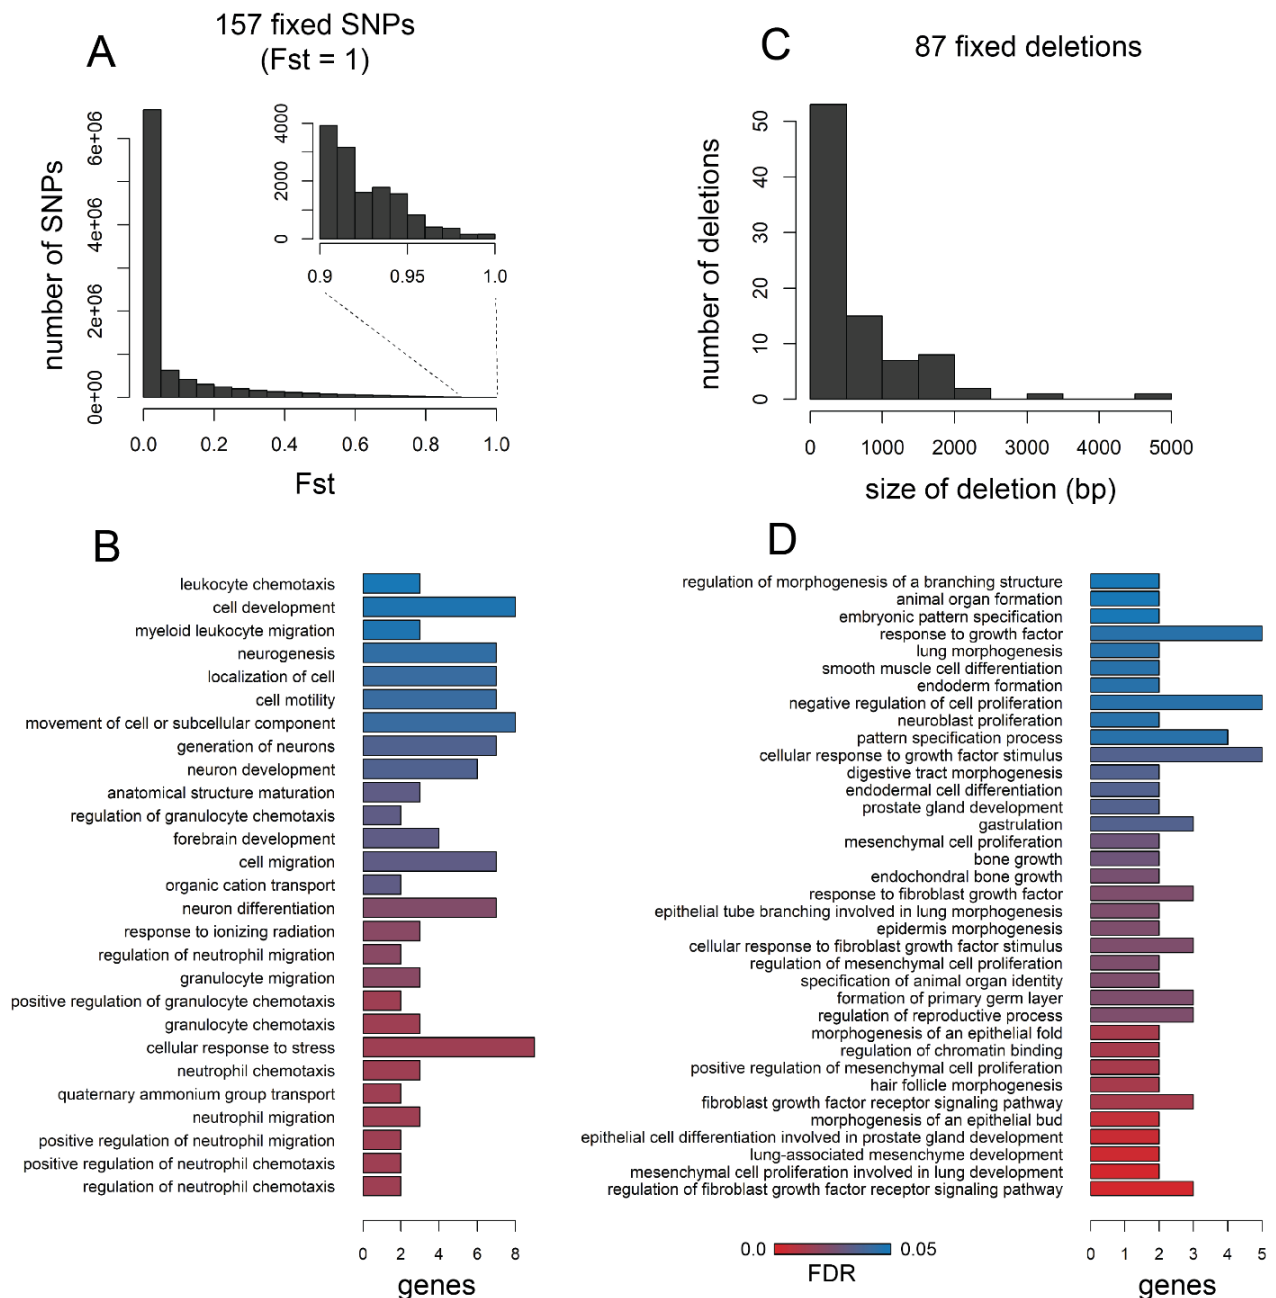 A
157 fixed SNPs
(Fst = 1)
number of SNPs
0e+00
2e+06
4e+06
6e+06
0.0
0.2
0.4
0.6
0.8
1.0
Fst
0
2000
4000
0.9
0.95
1.0
C
87 fixed deletions
number of deletions
0
10
20
30
40
50
0
1000
2000
3000
4000
5000
size of deletion (bp)
B
leukocyte chemotaxis
cell development
myeloid leukocyte migration
neurogenesis
localization of cell
cell motility
movement of cell or subcellular component
generation of neurons
neuron development
anatomical structure maturation
regulation of granulocyte chemotaxis
forebrain development
cell migration
organic cation transport
neuron differentiation
response to ionizing radiation
regulation of neutrophil migration
granulocyte migration
positive regulation of granulocyte chemotaxis
granulocyte chemotaxis
cellular response to stress
neutrophil chemotaxis
quaternary ammonium group transport
neutrophil migration
positive regulation of neutrophil migration
positive regulation of neutrophil chemotaxis
regulation of neutrophil chemotaxis
0
2
4
6
8
genes
D
regulation of morphogenesis of a branching structure
animal organ formation
embryonic pattern specification
response to growth factor
lung morphogenesis
smooth muscle cell differentiation
endoderm formation
negative regulation of cell proliferation
neuroblast proliferation
pattern specification process
cellular response to growth factor stimulus
digestive tract morphogenesis
endodermal cell differentiation
prostate gland development
gastrulation
mesenchymal cell proliferation
bone growth
endochondral bone growth
response to fibroblast growth factor
epithelial tube branching involved in lung morphogenesis
epidermis morphogenesis
cellular response to fibroblast growth factor stimulus
regulation of mesenchymal cell proliferation
specification of animal organ identity
formation of primary germ layer
regulation of reproductive process
morphogenesis of an epithelial fold
regulation of chromatin binding
positive regulation of mesenchymal cell proliferation
hair follicle morphogenesis
fibroblast growth factor receptor signaling pathway
morphogenesis of an epithelial bud
epithelial cell differentiation involved in prostate gland development
lung-associated mesenchyme development
mesenchymal cell proliferation involved in lung development
regulation of fibroblast growth factor receptor signaling pathway
0
1
2
3
4
5
genes
0.0
0.05
FDR